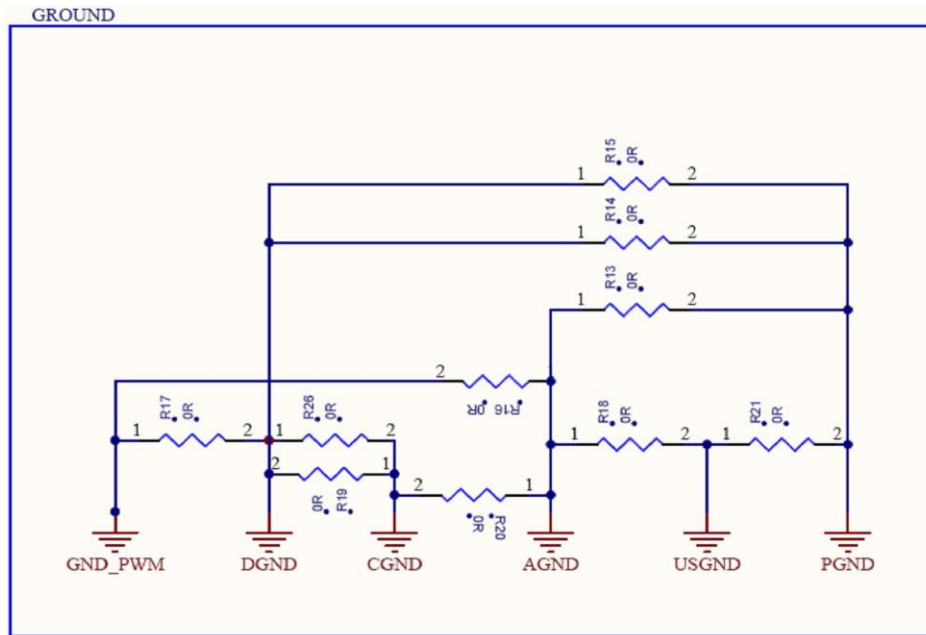 GROUND
R15
0R
1
2
R14
0R
1
2
R13
0R
1
2
2
R16
0R
R17
0R
1
2
R26
0R
1
2
R18
0R
1
2
R21
0R
1
2
2
1
R19
0R
2
1
R20
0R
GND_PWM
DGND
CGND
AGND
USGND
PGND